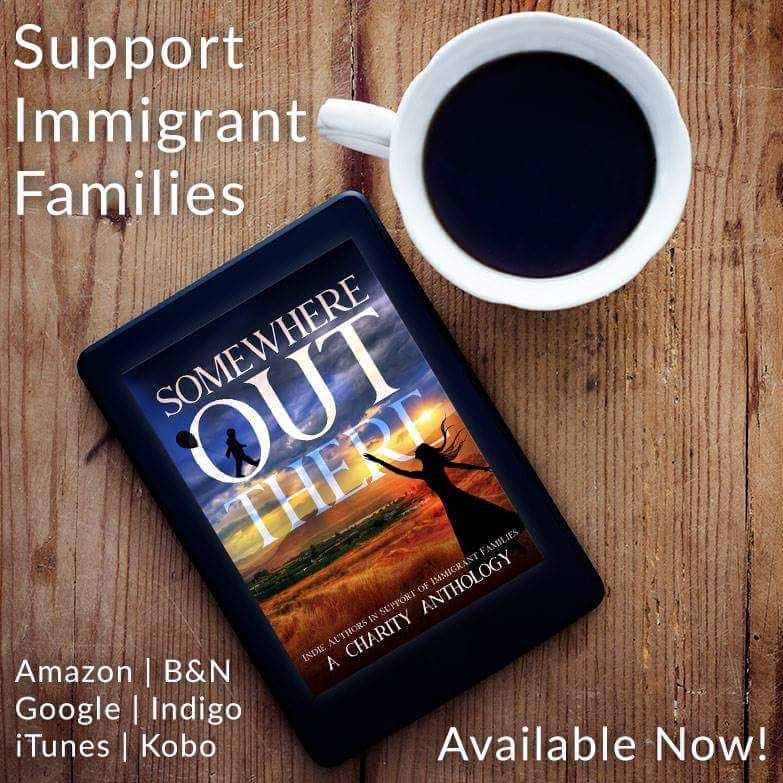 Support
Immigrant
Families
SOMEWHERE
OUT
THERE
INDIE AUTHORS IN SUPPORT OF IMMIGRANT FAMILIES
A CHARITY ANTHOLOGY
Amazon | B&N
Google | Indigo
iTunes | Kobo
Available Now!